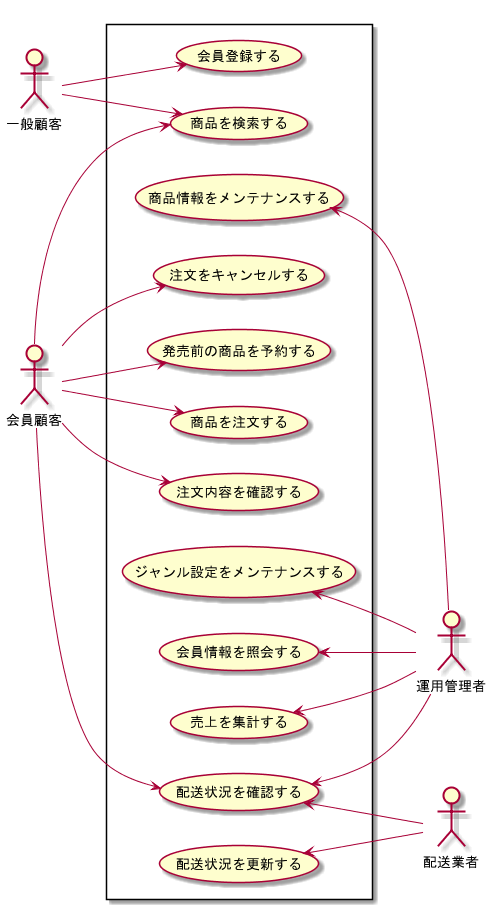 会員登録する
一般顧客
商品を検索する
商品情報をメンテナンスする
注文をキャンセルする
発売前の商品を予約する
会員顧客
商品を注文する
注文内容を確認する
ジャンル設定をメンテナンスする
会員情報を照会する
運用管理者
売上を集計する
配送状況を確認する
配送業者
配送状況を更新する